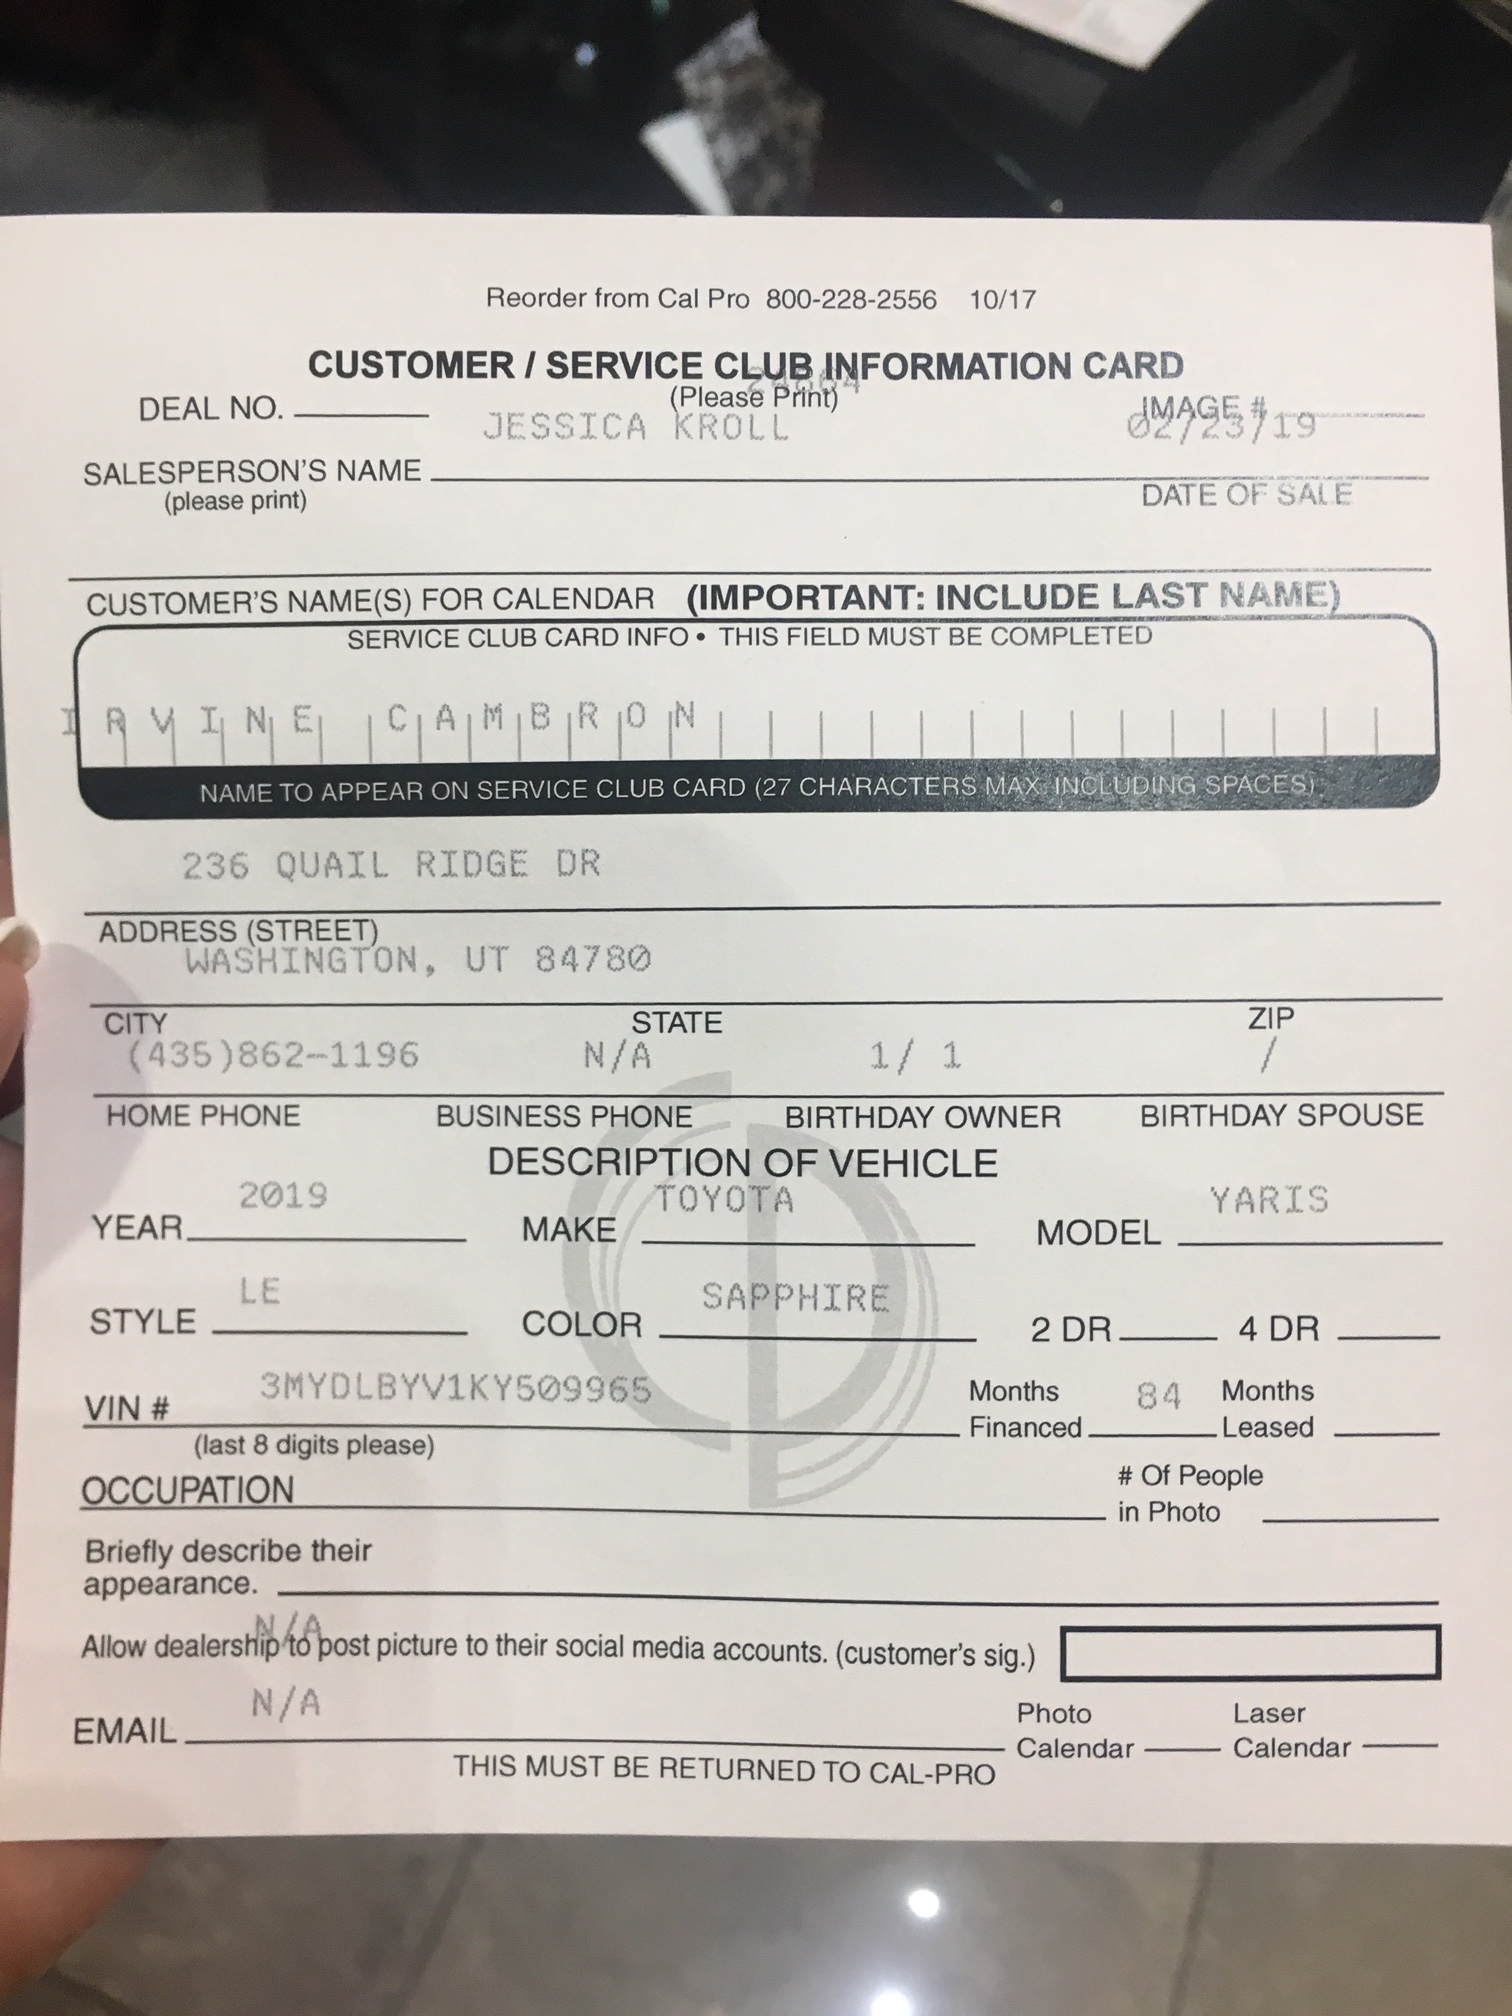 Reorder from Cal Pro 800-228-2556 10/17
CUSTOMER / SERVICE CLUB INFORMATION CARD
(Please Print)
DEAL NO. IMAGE #
JESSICA KROLL 02/23/19
SALESPERSON'S NAME
(please print) DATE OF SALE
CUSTOMER'S NAME(S) FOR CALENDAR (IMPORTANT: INCLUDE LAST NAME)
SERVICE CLUB CARD INFO • THIS FIELD MUST BE COMPLETED
IRVINE CAMBRON
NAME TO APPEAR ON SERVICE CLUB CARD (27 CHARACTERS MAX. INCLUDING SPACES)
236 QUAIL RIDGE DR
ADDRESS (STREET)
WASHINGTON, UT 84780
CITY STATE ZIP
(435)862-1196 N/A 1/ 1 /
HOME PHONE BUSINESS PHONE BIRTHDAY OWNER BIRTHDAY SPOUSE
DESCRIPTION OF VEHICLE
2019 TOYOTA YARIS
YEAR MAKE MODEL
LE SAPPHIRE
STYLE COLOR 2 DR 4 DR
3MYDLBYV1KY509965 Months 84 Months
VIN # Financed Leased
(last 8 digits please)
OCCUPATION # Of People
in Photo
Briefly describe their
appearance.
N/A
Allow dealership to post picture to their social media accounts. (customer's sig.)
N/A Photo Laser
EMAIL Calendar Calendar
THIS MUST BE RETURNED TO CAL-PRO